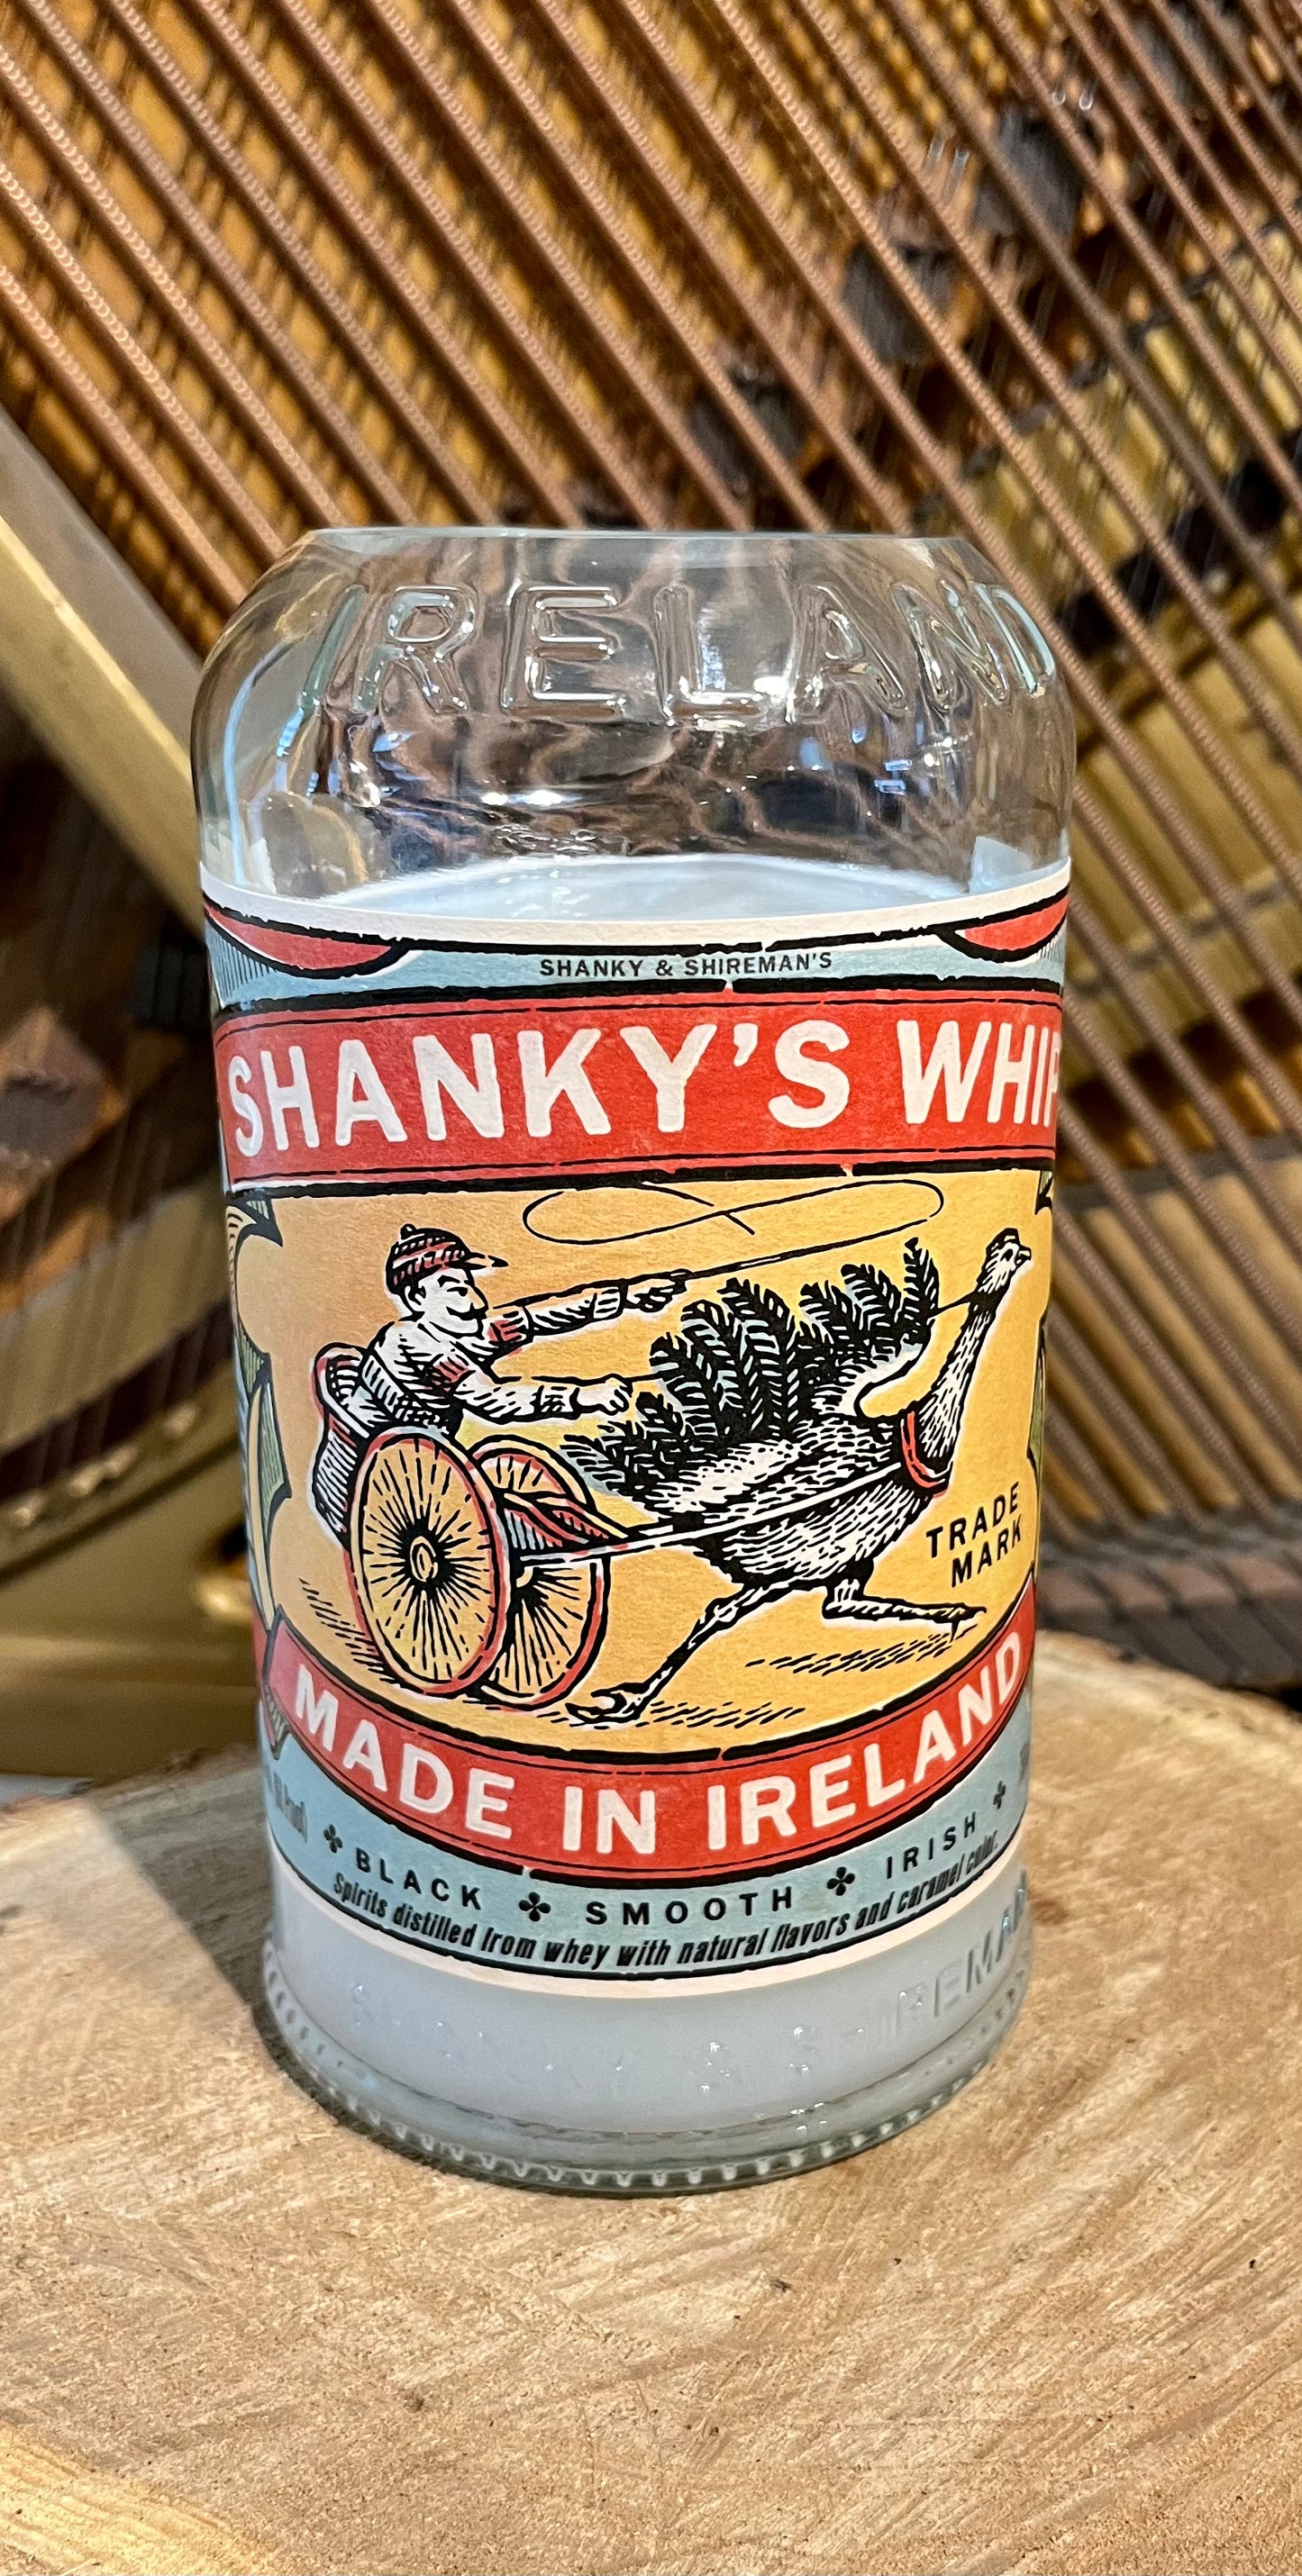 IRELAND
SHANKY & SHIREMAN'S
SHANKY'S WHIP
TRADE
MARK
MADE IN IRELAND
BLACK ✤ SMOOTH ✤ IRISH
Spirits distilled from whey with natural flavors and caramel color.